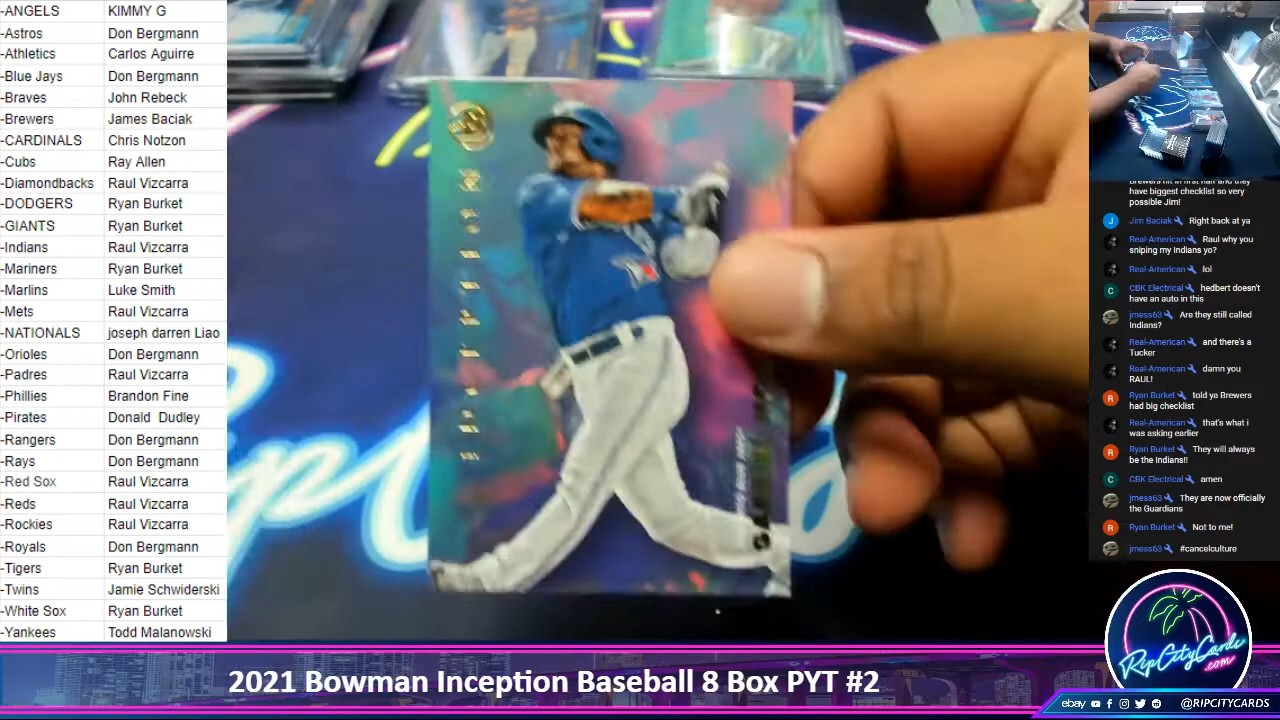 -ANGELS KIMMY G
-Astros Don Bergmann
-Athletics Carlos Aguirre
-Blue Jays Don Bergmann
-Braves John Rebeck
-Brewers James Baciak
-CARDINALS Chris Notzon
-Cubs Ray Allen
-Diamondbacks Raul Vizcarra
-DODGERS Ryan Burket
-GIANTS Ryan Burket
-Indians Raul Vizcarra
-Mariners Ryan Burket
-Marlins Luke Smith
-Mets Raul Vizcarra
-NATIONALS joseph darren Liao
-Orioles Don Bergmann
-Padres Raul Vizcarra
-Phillies Brandon Fine
-Pirates Donald Dudley
-Rangers Don Bergmann
-Rays Don Bergmann
-Red Sox Raul Vizcarra
-Reds Raul Vizcarra
-Rockies Raul Vizcarra
-Royals Don Bergmann
-Tigers Ryan Burket
-Twins Jamie Schwiderski
-White Sox Ryan Burket
-Yankees Todd Malanowski
Brewers hit in first half and they
have biggest checklist so very
possible Jim!
J Jim Baciak Right back at ya
Real-American Raul why you
sniping my Indians yo?
Real-American lol
C CBK Electrical hedbert doesn't
have an auto in this
jmess63 Are they still called
Indians?
Real-American and there's a
Tucker
Real-American damn you
RAUL!
R Ryan Burket told ya Brewers
had big checklist
Real-American that's what i
was asking earlier
R Ryan Burket They will always
be the Indians!!
C CBK Electrical amen
jmess63 They are now officially
the Guardians
R Ryan Burket Not to me!
jmess63 #cancelculture
RipCityCards
.com
2021 Bowman Inception Baseball 8 Box PYT #2
ebay @RIPCITYCARDS